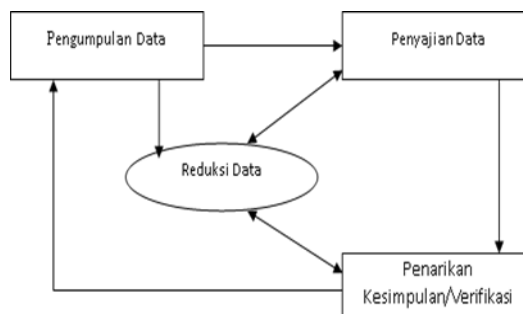 Pengumpulan Data
Penyajian Data
Reduksi Data
Penarikan
Kesimpulan/Verifikasi